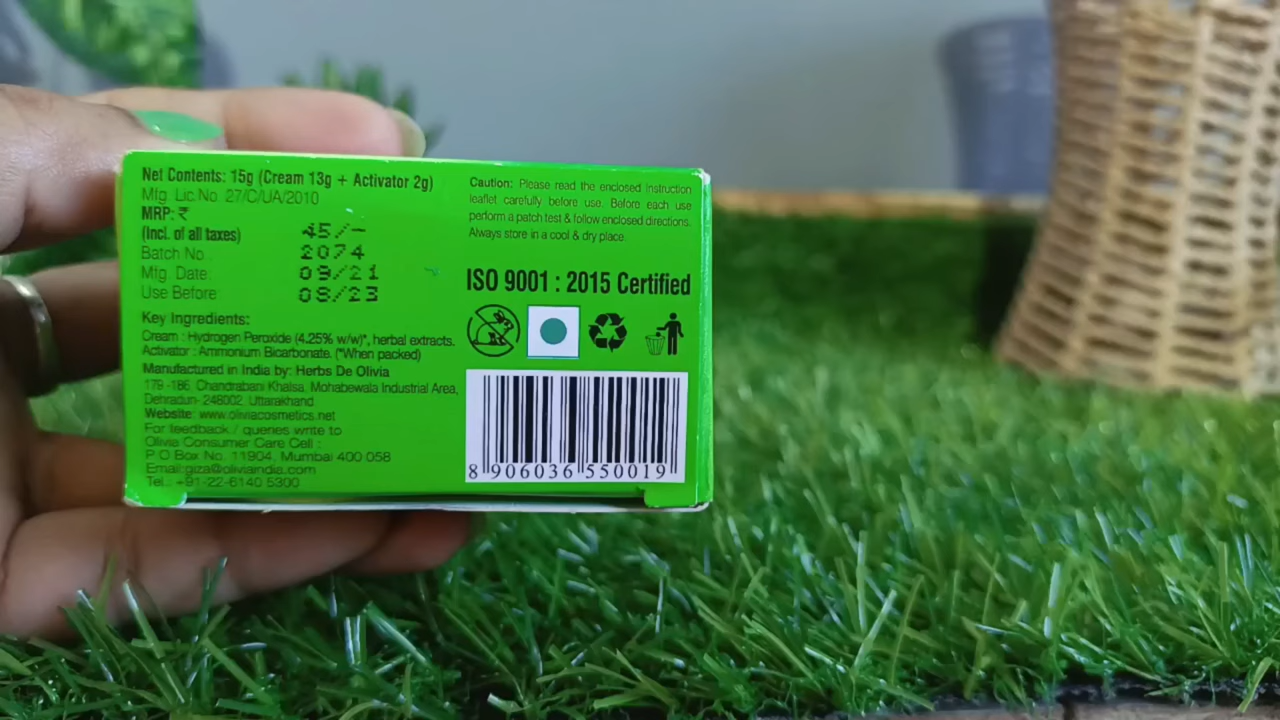 Net Contents: 15g (Cream 13g + Activator 2g)
Mfg. Lic.No. 27/C/UA/2010
MRP: ₹
(Incl. of all taxes) 45/-
Batch No. 2074
Mfg. Date: 09/21
Use Before 08/23
Key Ingredients:
Cream : Hydrogen Peroxide (4.25% w/w)*, herbal extracts.
Activator : Ammonium Bicarbonate. (*When packed)
Manufactured in India by: Herbs De Olivia
179 -186, Chandrabani Khalsa, Mohabewala Industrial Area,
Dehradun- 248002, Uttarakhand
Website: www.oliviacosmetics.net
For feedback / queries write to
Olivia Consumer Care Cell :
P O Box No. 11904, Mumbai 400 058
Email:giza@oliviaindia.com
Tel.: +91-22-6140 5300
Caution: Please read the enclosed Instruction
leaflet carefully before use. Before each use
perform a patch test & follow enclosed directions.
Always store in a cool & dry place.
ISO 9001 : 2015 Certified
8 906036 550019